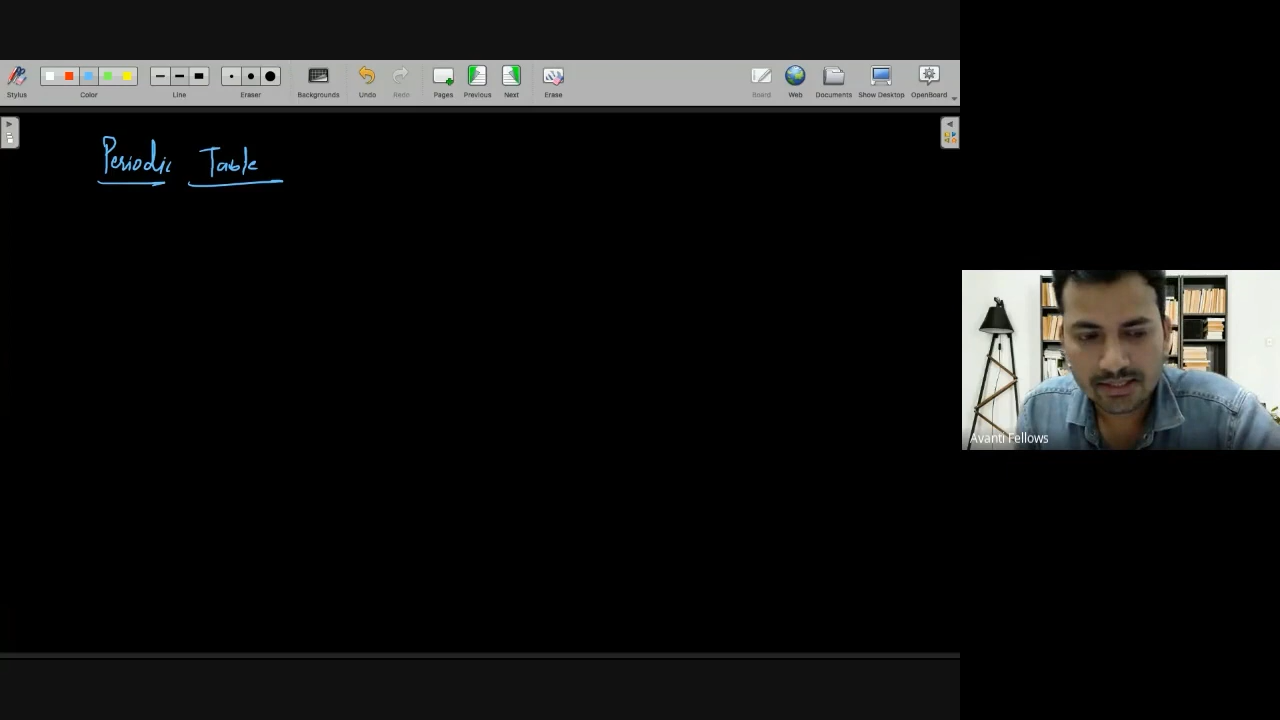 Stylus Color Line Eraser Backgrounds Undo Redo Pages Previous Next Erase Board Web Documents Show Desktop OpenBoard
Periodic Table
Avanti Fellows